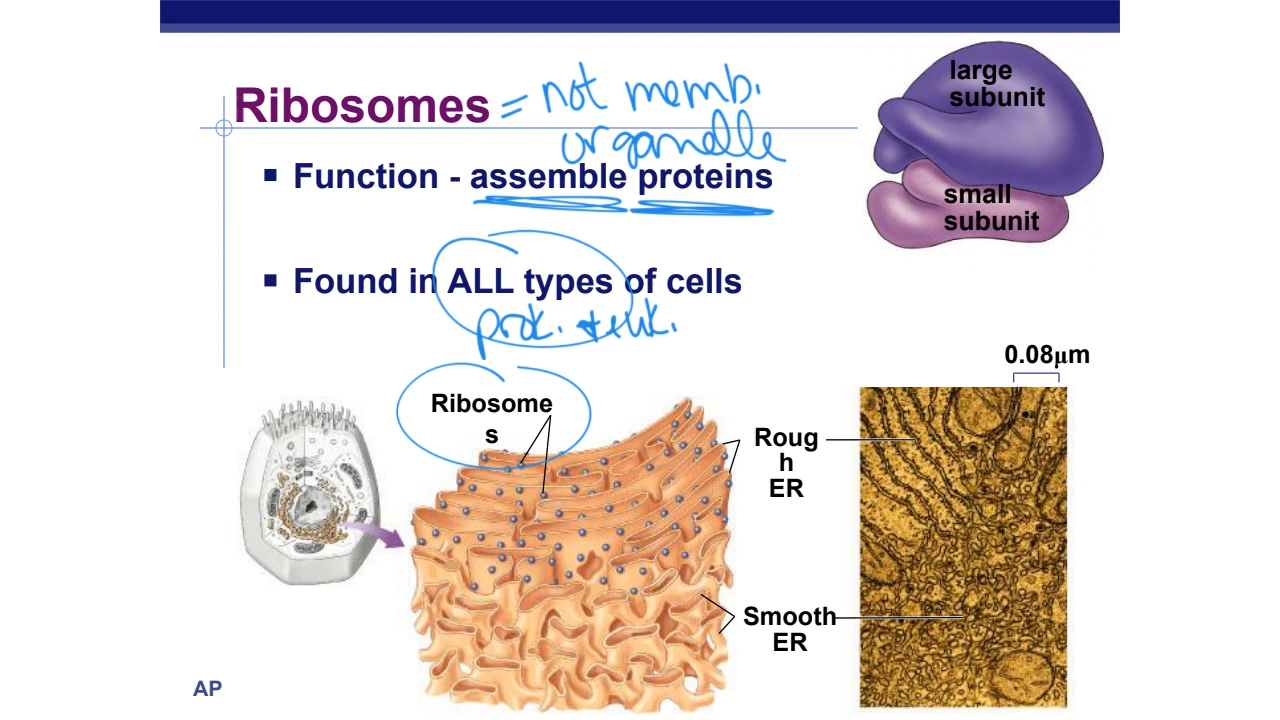 Ribosomes = not memb.
organelle
Function - assemble proteins
Found in ALL types of cells
prok. + euk.
large
subunit
small
subunit
0.08μm
Ribosome
s
Roug
h
ER
Smooth
ER
AP